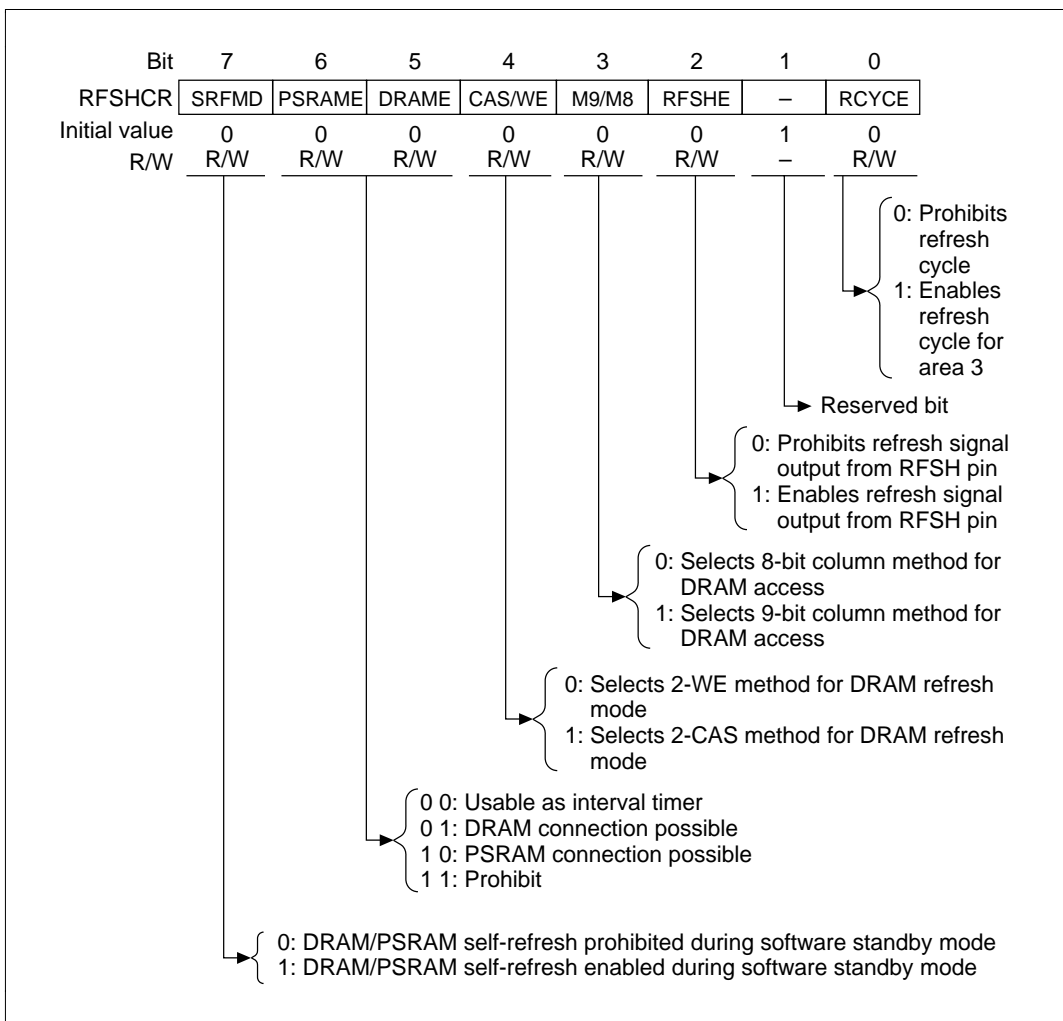 Bit 7 6 5 4 3 2 1 0
RFSHCR SRFMD PSRAME DRAME CAS/WE M9/M8 RFSHE – RCYCE
Initial value 0 0 0 0 0 0 1 0
R/W R/W R/W R/W R/W R/W R/W – R/W
0: Prohibits
refresh
cycle
1: Enables
refresh
cycle for
area 3
Reserved bit
0: Prohibits refresh signal
output from RFSH pin
1: Enables refresh signal
output from RFSH pin
0: Selects 8-bit column method for
DRAM access
1: Selects 9-bit column method for
DRAM access
0: Selects 2-WE method for DRAM refresh
mode
1: Selects 2-CAS method for DRAM refresh
mode
0 0: Usable as interval timer
0 1: DRAM connection possible
1 0: PSRAM connection possible
1 1: Prohibit
0: DRAM/PSRAM self-refresh prohibited during software standby mode
1: DRAM/PSRAM self-refresh enabled during software standby mode